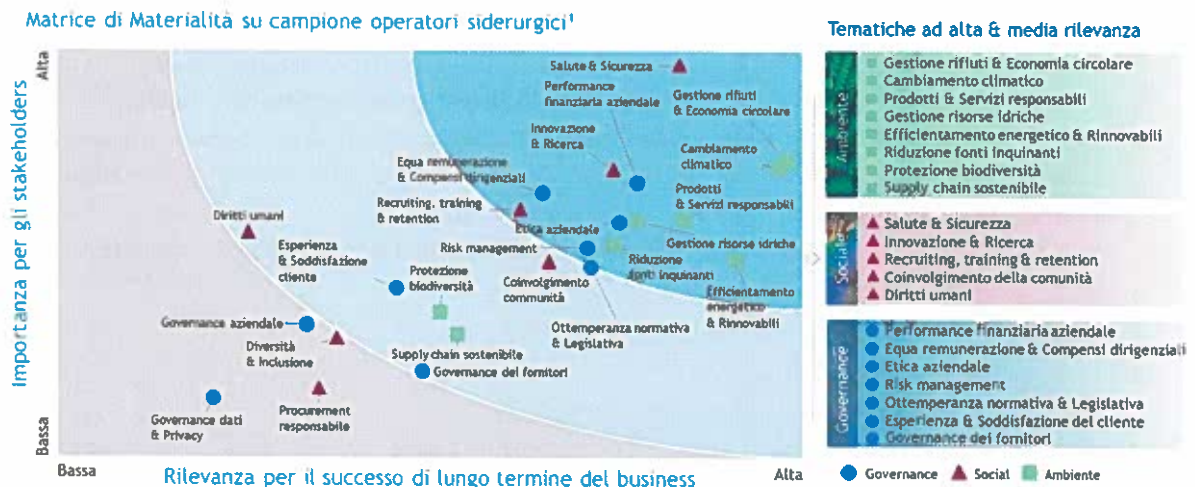 Matrice di Materialità su campione operatori siderurgici¹
Importanza per gli stakeholders
Alta
Bassa
Salute & Sicurezza
Performance
finanziaria aziendale
Gestione rifiuti
& Economia circolare
Innovazione
& Ricerca
Cambiamento
climatico
Equa remunerazione
& Compensi dirigenziali
Prodotti
& Servizi responsabili
Recruiting, training
& retention
Diritti umani
Etica aziendale
Risk management
Gestione risorse idriche
Esperienza
& Soddisfazione
cliente
Protezione
biodiversità
Coinvolgimento
communità
Riduzione
fonti inquinanti
Efficientamento
energetico
& Rinnovabili
Governance aziendale
Diversità
& Inclusione
Ottemperanza normativa
& Legislativa
Supply chain sostenibile
Governance dei fornitori
Governance dati
& Privacy
Procurement
responsabile
Bassa
Rilevanza per il successo di lungo termine del business
Alta
Tematiche ad alta & media rilevanza
Ambiente
Gestione rifiuti & Economia circolare
Cambiamento climatico
Prodotti & Servizi responsabili
Gestione risorse idriche
Efficientamento energetico & Rinnovabili
Riduzione fonti inquinanti
Protezione biodiversità
Supply chain sostenibile
Sociale
Salute & Sicurezza
Innovazione & Ricerca
Recruiting, training & retention
Coinvolgimento della comunità
Diritti umani
Governance
Performance finanziaria aziendale
Equa remunerazione & Compensi dirigenziali
Etica aziendale
Risk management
Ottemperanza normativa & Legislativa
Esperienza & Soddisfazione del cliente
Governance dei fornitori
Governance
Social
Ambiente